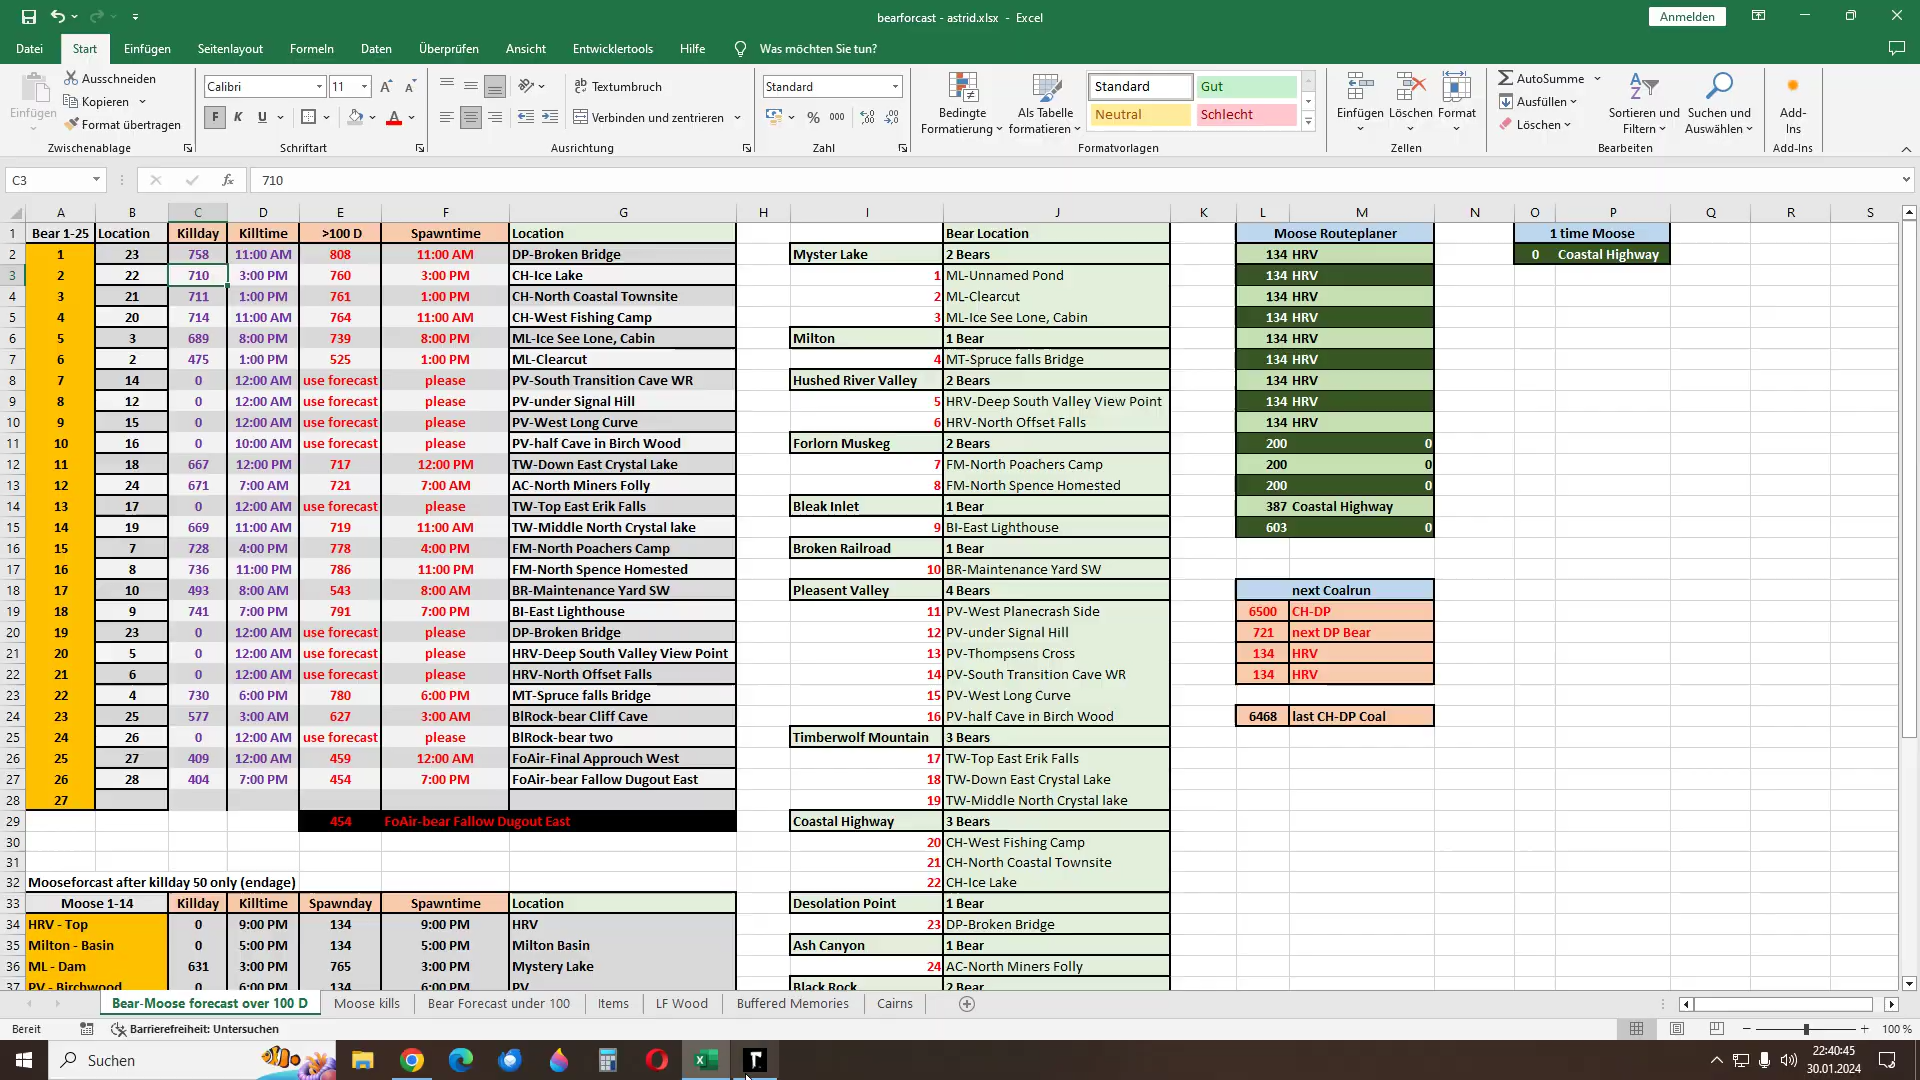 bearforcast - astrid.xlsx - Excel
Anmelden
Datei Start Einfügen Seitenlayout Formeln Daten Überprüfen Ansicht Entwicklertools Hilfe Was möchten Sie tun?
Einfügen
Ausschneiden
Kopieren
Format übertragen
Zwischenablage
Calibri 11
F K U
Schriftart
Textumbruch
Verbinden und zentrieren
Ausrichtung
Standard
% 000
Zahl
Bedingte Formatierung
Als Tabelle formatieren
Standard Gut
Neutral Schlecht
Formatvorlagen
Einfügen Löschen Format
Zellen
AutoSumme
Ausfüllen
Löschen
Sortieren und Filtern
Suchen und Auswählen
Bearbeiten
Add-Ins
Add-Ins
C3 fx 710
A B C D E F G H I J K L M N O P Q R S
1 Bear 1-25 Location Killday Killtime >100 D Spawntime Location Bear Location Moose Routeplaner 1 time Moose
2 1 23 758 11:00 AM 808 11:00 AM DP-Broken Bridge Myster Lake 2 Bears 134 HRV 0 Coastal Highway
3 2 22 710 3:00 PM 760 3:00 PM CH-Ice Lake 1 ML-Unnamed Pond 134 HRV
4 3 21 711 1:00 PM 761 1:00 PM CH-North Coastal Townsite 2 ML-Clearcut 134 HRV
5 4 20 714 11:00 AM 764 11:00 AM CH-West Fishing Camp 3 ML-Ice See Lone, Cabin 134 HRV
6 5 3 689 8:00 PM 739 8:00 PM ML-Ice See Lone, Cabin Milton 1 Bear 134 HRV
7 6 2 475 1:00 PM 525 1:00 PM ML-Clearcut 4 MT-Spruce falls Bridge 134 HRV
8 7 14 0 12:00 AM use forecast please PV-South Transition Cave WR Hushed River Valley 2 Bears 134 HRV
9 8 12 0 12:00 AM use forecast please PV-under Signal Hill 5 HRV-Deep South Valley View Point 134 HRV
10 9 15 0 12:00 AM use forecast please PV-West Long Curve 6 HRV-North Offset Falls 134 HRV
11 10 16 0 10:00 AM use forecast please PV-half Cave in Birch Wood Forlorn Muskeg 2 Bears 200 0
12 11 18 667 12:00 PM 717 12:00 PM TW-Down East Crystal Lake 7 FM-North Poachers Camp 200 0
13 12 24 671 7:00 AM 721 7:00 AM AC-North Miners Folly 8 FM-North Spence Homested 200 0
14 13 17 0 12:00 AM use forecast please TW-Top East Erik Falls Bleak Inlet 1 Bear 387 Coastal Highway
15 14 19 669 11:00 AM 719 11:00 AM TW-Middle North Crystal lake 9 BI-East Lighthouse 603 0
16 15 7 728 4:00 PM 778 4:00 PM FM-North Poachers Camp Broken Railroad 1 Bear
17 16 8 736 11:00 PM 786 11:00 PM FM-North Spence Homested 10 BR-Maintenance Yard SW
18 17 10 493 8:00 AM 543 8:00 AM BR-Maintenance Yard SW Pleasent Valley 4 Bears next Coalrun
19 18 9 741 7:00 PM 791 7:00 PM BI-East Lighthouse 11 PV-West Planecrash Side 6500 CH-DP
20 19 23 0 12:00 AM use forecast please DP-Broken Bridge 12 PV-under Signal Hill 721 next DP Bear
21 20 5 0 12:00 AM use forecast please HRV-Deep South Valley View Point 13 PV-Thompsens Cross 134 HRV
22 21 6 0 12:00 AM use forecast please HRV-North Offset Falls 14 PV-South Transition Cave WR 134 HRV
23 22 4 730 6:00 PM 780 6:00 PM MT-Spruce falls Bridge 15 PV-West Long Curve
24 23 25 577 3:00 AM 627 3:00 AM BlRock-bear Cliff Cave 16 PV-half Cave in Birch Wood 6468 last CH-DP Coal
25 24 26 0 12:00 AM use forecast please BlRock-bear two Timberwolf Mountain 3 Bears
26 25 27 409 12:00 AM 459 12:00 AM FoAir-Final Approuch West 17 TW-Top East Erik Falls
27 26 28 404 7:00 PM 454 7:00 PM FoAir-bear Fallow Dugout East 18 TW-Down East Crystal Lake
28 27 19 TW-Middle North Crystal lake
29 454 FoAir-bear Fallow Dugout East Coastal Highway 3 Bears
30 20 CH-West Fishing Camp
31 21 CH-North Coastal Townsite
32 Mooseforcast after killday 50 only (endage) 22 CH-Ice Lake
33 Moose 1-14 Killday Killtime Spawnday Spawntime Location Desolation Point 1 Bear
34 HRV - Top 0 9:00 PM 134 9:00 PM HRV 23 DP-Broken Bridge
35 Milton - Basin 0 5:00 PM 134 5:00 PM Milton Basin Ash Canyon 1 Bear
36 ML - Dam 631 3:00 PM 765 3:00 PM Mystery Lake 24 AC-North Miners Folly
37 PV - Birchwood 0 6:00 PM 134 6:00 PM PV Black Rock 2 Bear
Bear-Moose forecast over 100 D Moose kills Bear Forecast under 100 Items LF Wood Buffered Memories Cairns
Bereit Barrierefreiheit: Untersuchen 100 %
Suchen
22:40:45
30.01.2024